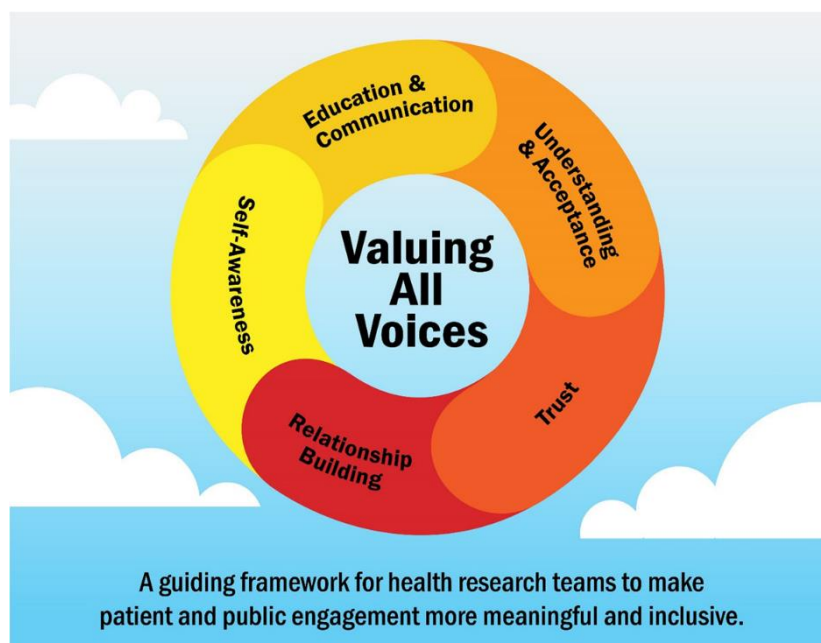 Education &
Communication
Understanding
& Acceptance
Self-Awareness
Valuing
All
Voices
Trust
Relationship
Building
A guiding framework for health research teams to make
patient and public engagement more meaningful and inclusive.